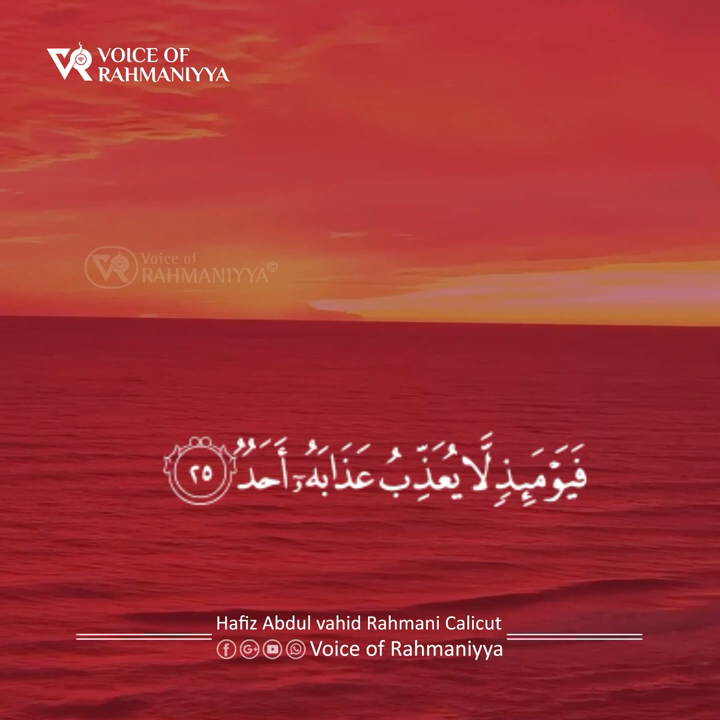 VOICE OF
RAHMANIYYA
Voice of
RAHMANIYYA©
فَيَوْمَئِذٍ لَّا يُعَذِّبُ عَذَابَهُۥٓ أَحَدٌ ٢٥
Hafiz Abdul vahid Rahmani Calicut
Voice of Rahmaniyya